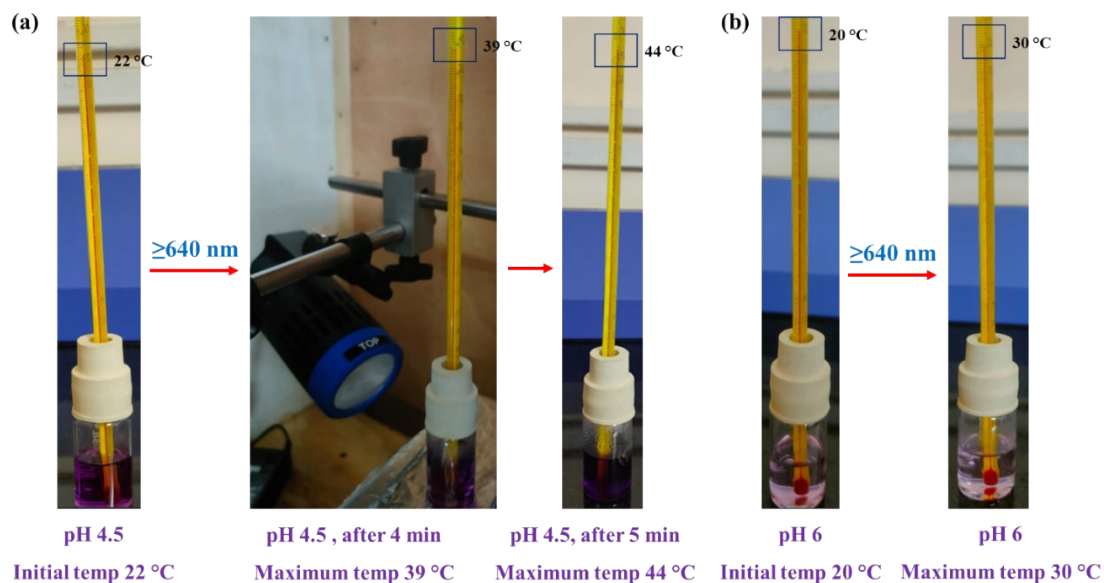 (a)
22 °C
≥640 nm
TOP
39 °C
44 °C
(b)
20 °C
≥640 nm
30 °C
pH 4.5
Initial temp 22 °C
pH 4.5 , after 4 min
Maximum temp 39 °C
pH 4.5, after 5 min
Maximum temp 44 °C
pH 6
Initial temp 20 °C
pH 6
Maximum temp 30 °C